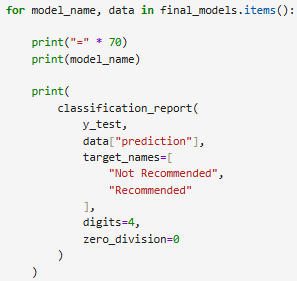 for model_name, data in final_models.items():
    print("=" * 70)
    print(model_name)
    print(
        classification_report(
            y_test,
            data["prediction"],
            target_names=[
                "Not Recommended",
                "Recommended"
            ],
            digits=4,
            zero_division=0
        )
    )